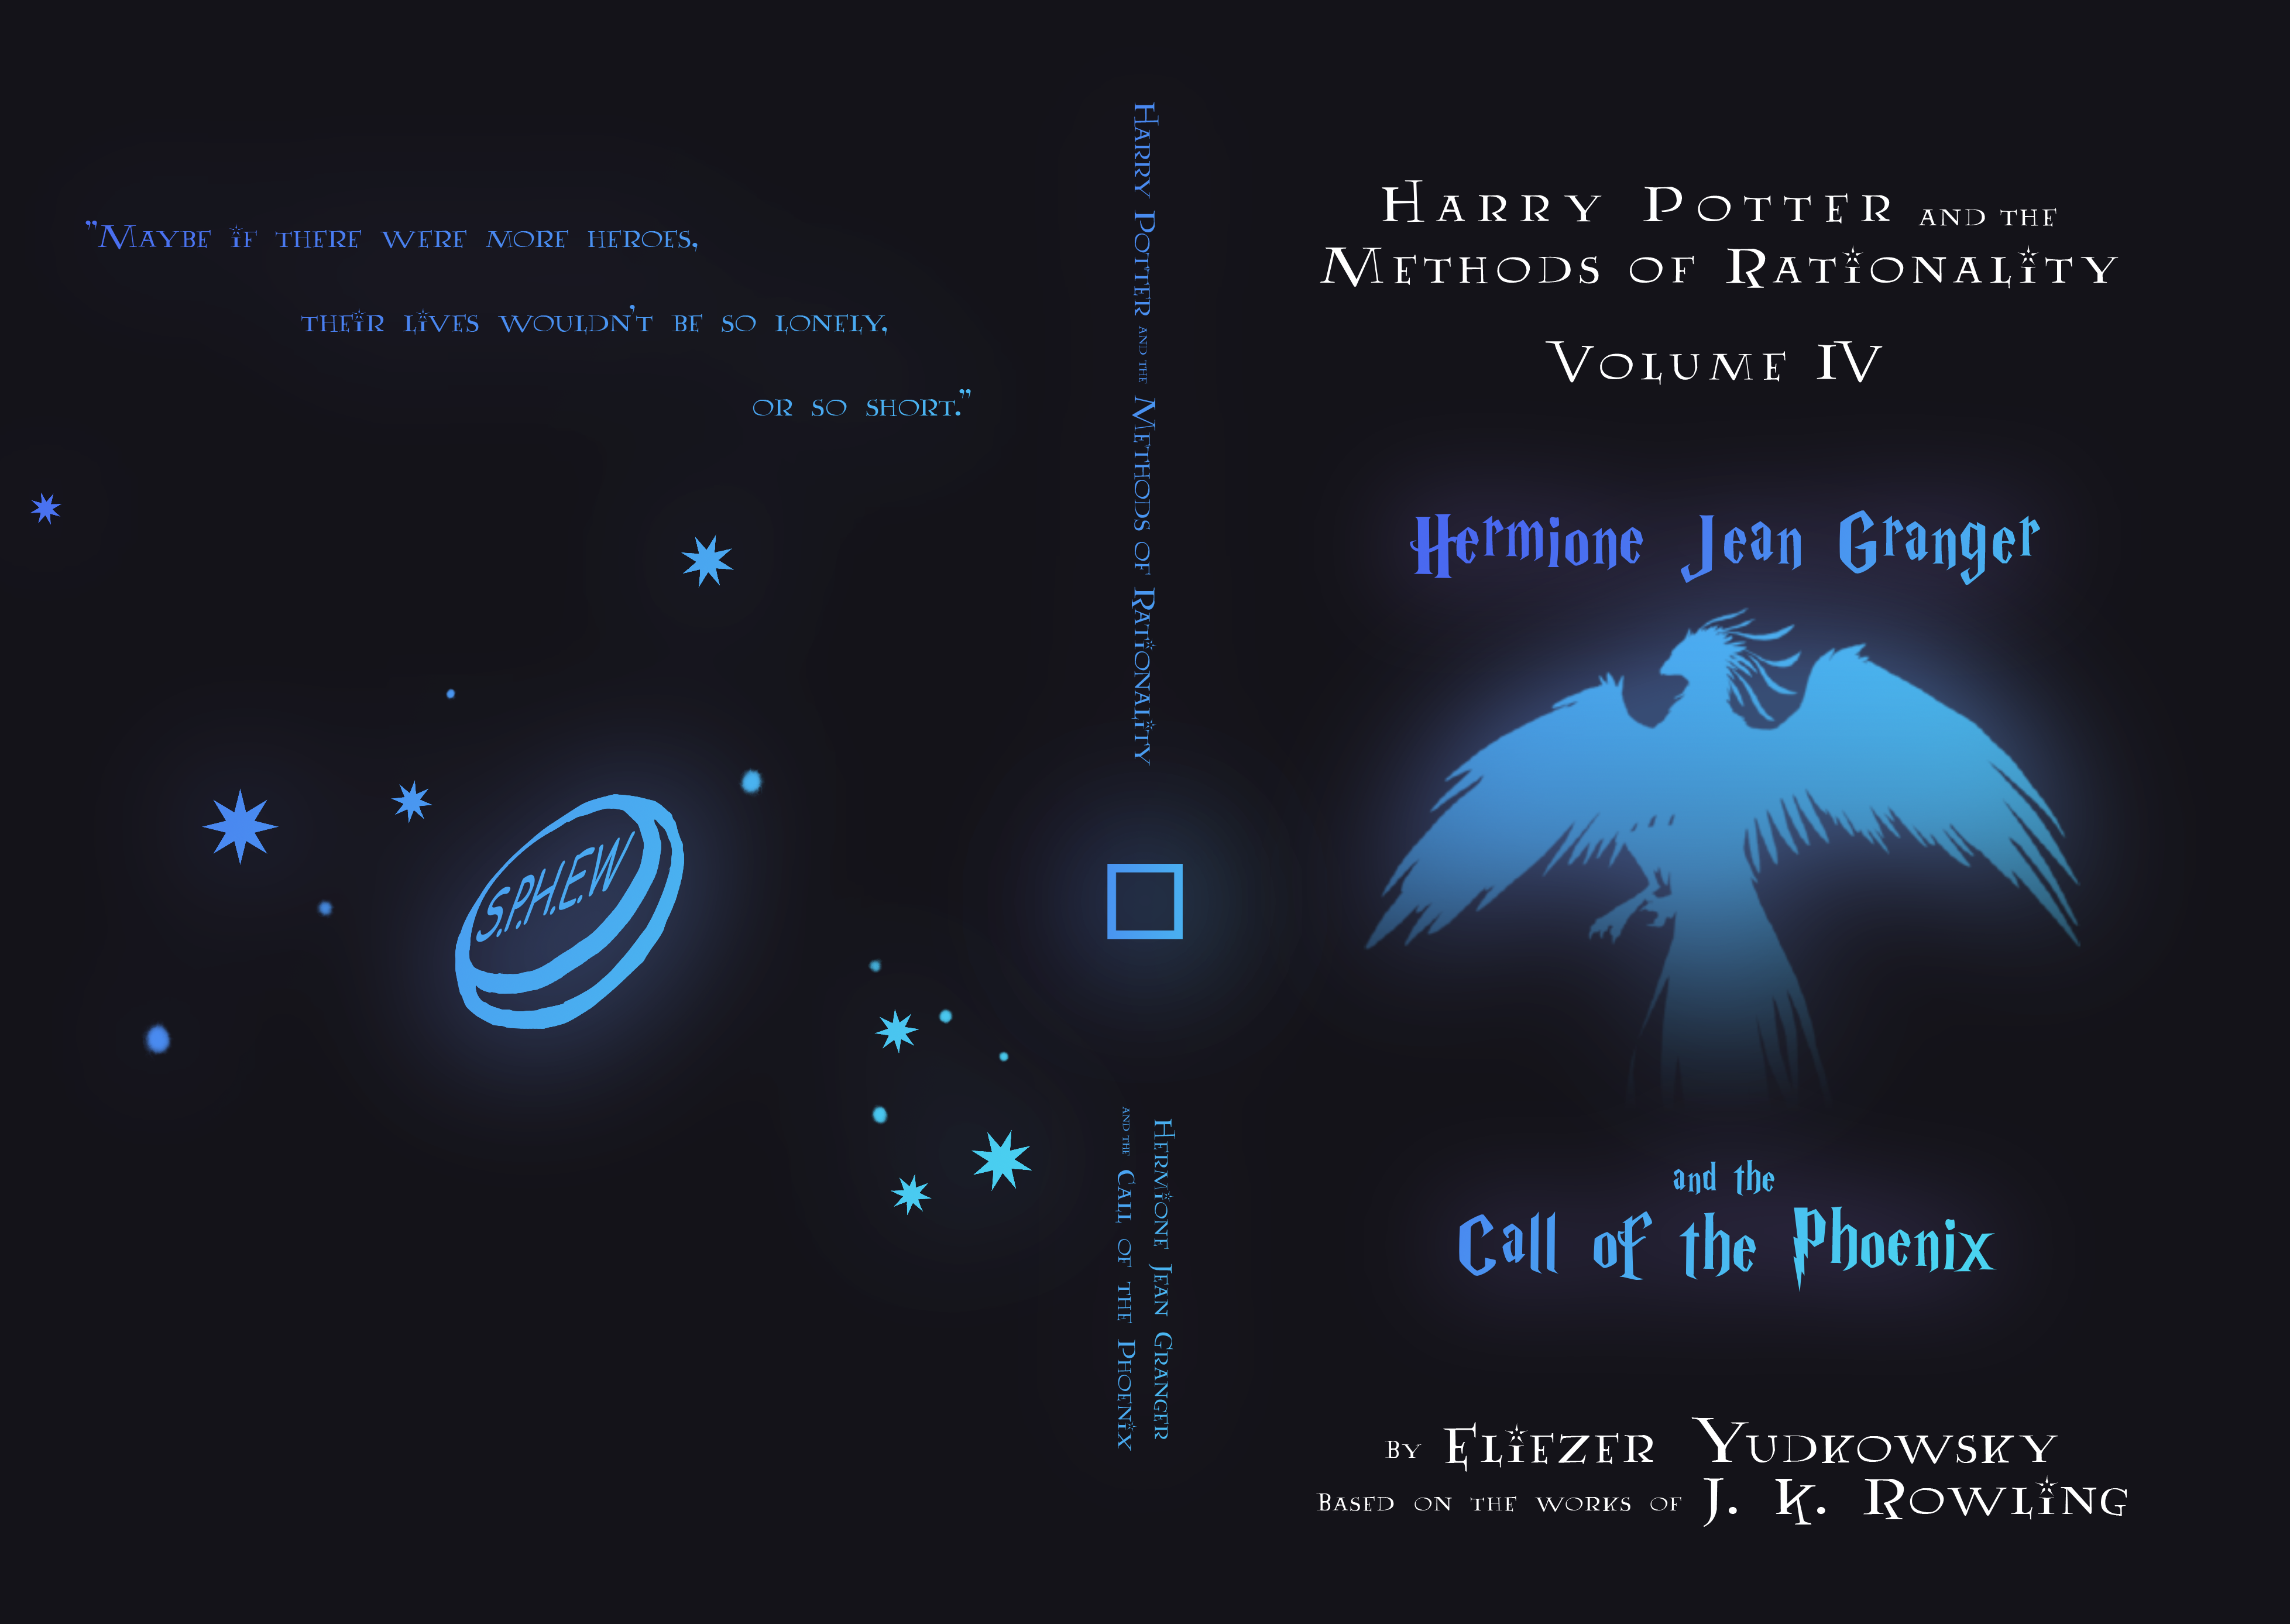 ”Maybe if there were more heroes,
their lives wouldn’t be so lonely,
or so short.”
S.P.H.E.W
Harry Potter and the Methods of Rationality
Hermione Jean Granger
and the Call of the Phoenix
Harry Potter and the
Methods of Rationality
Volume IV
Hermione Jean Granger
and the
Call of the Phoenix
By Eliezer Yudkowsky
Based on the works of J. K. Rowling